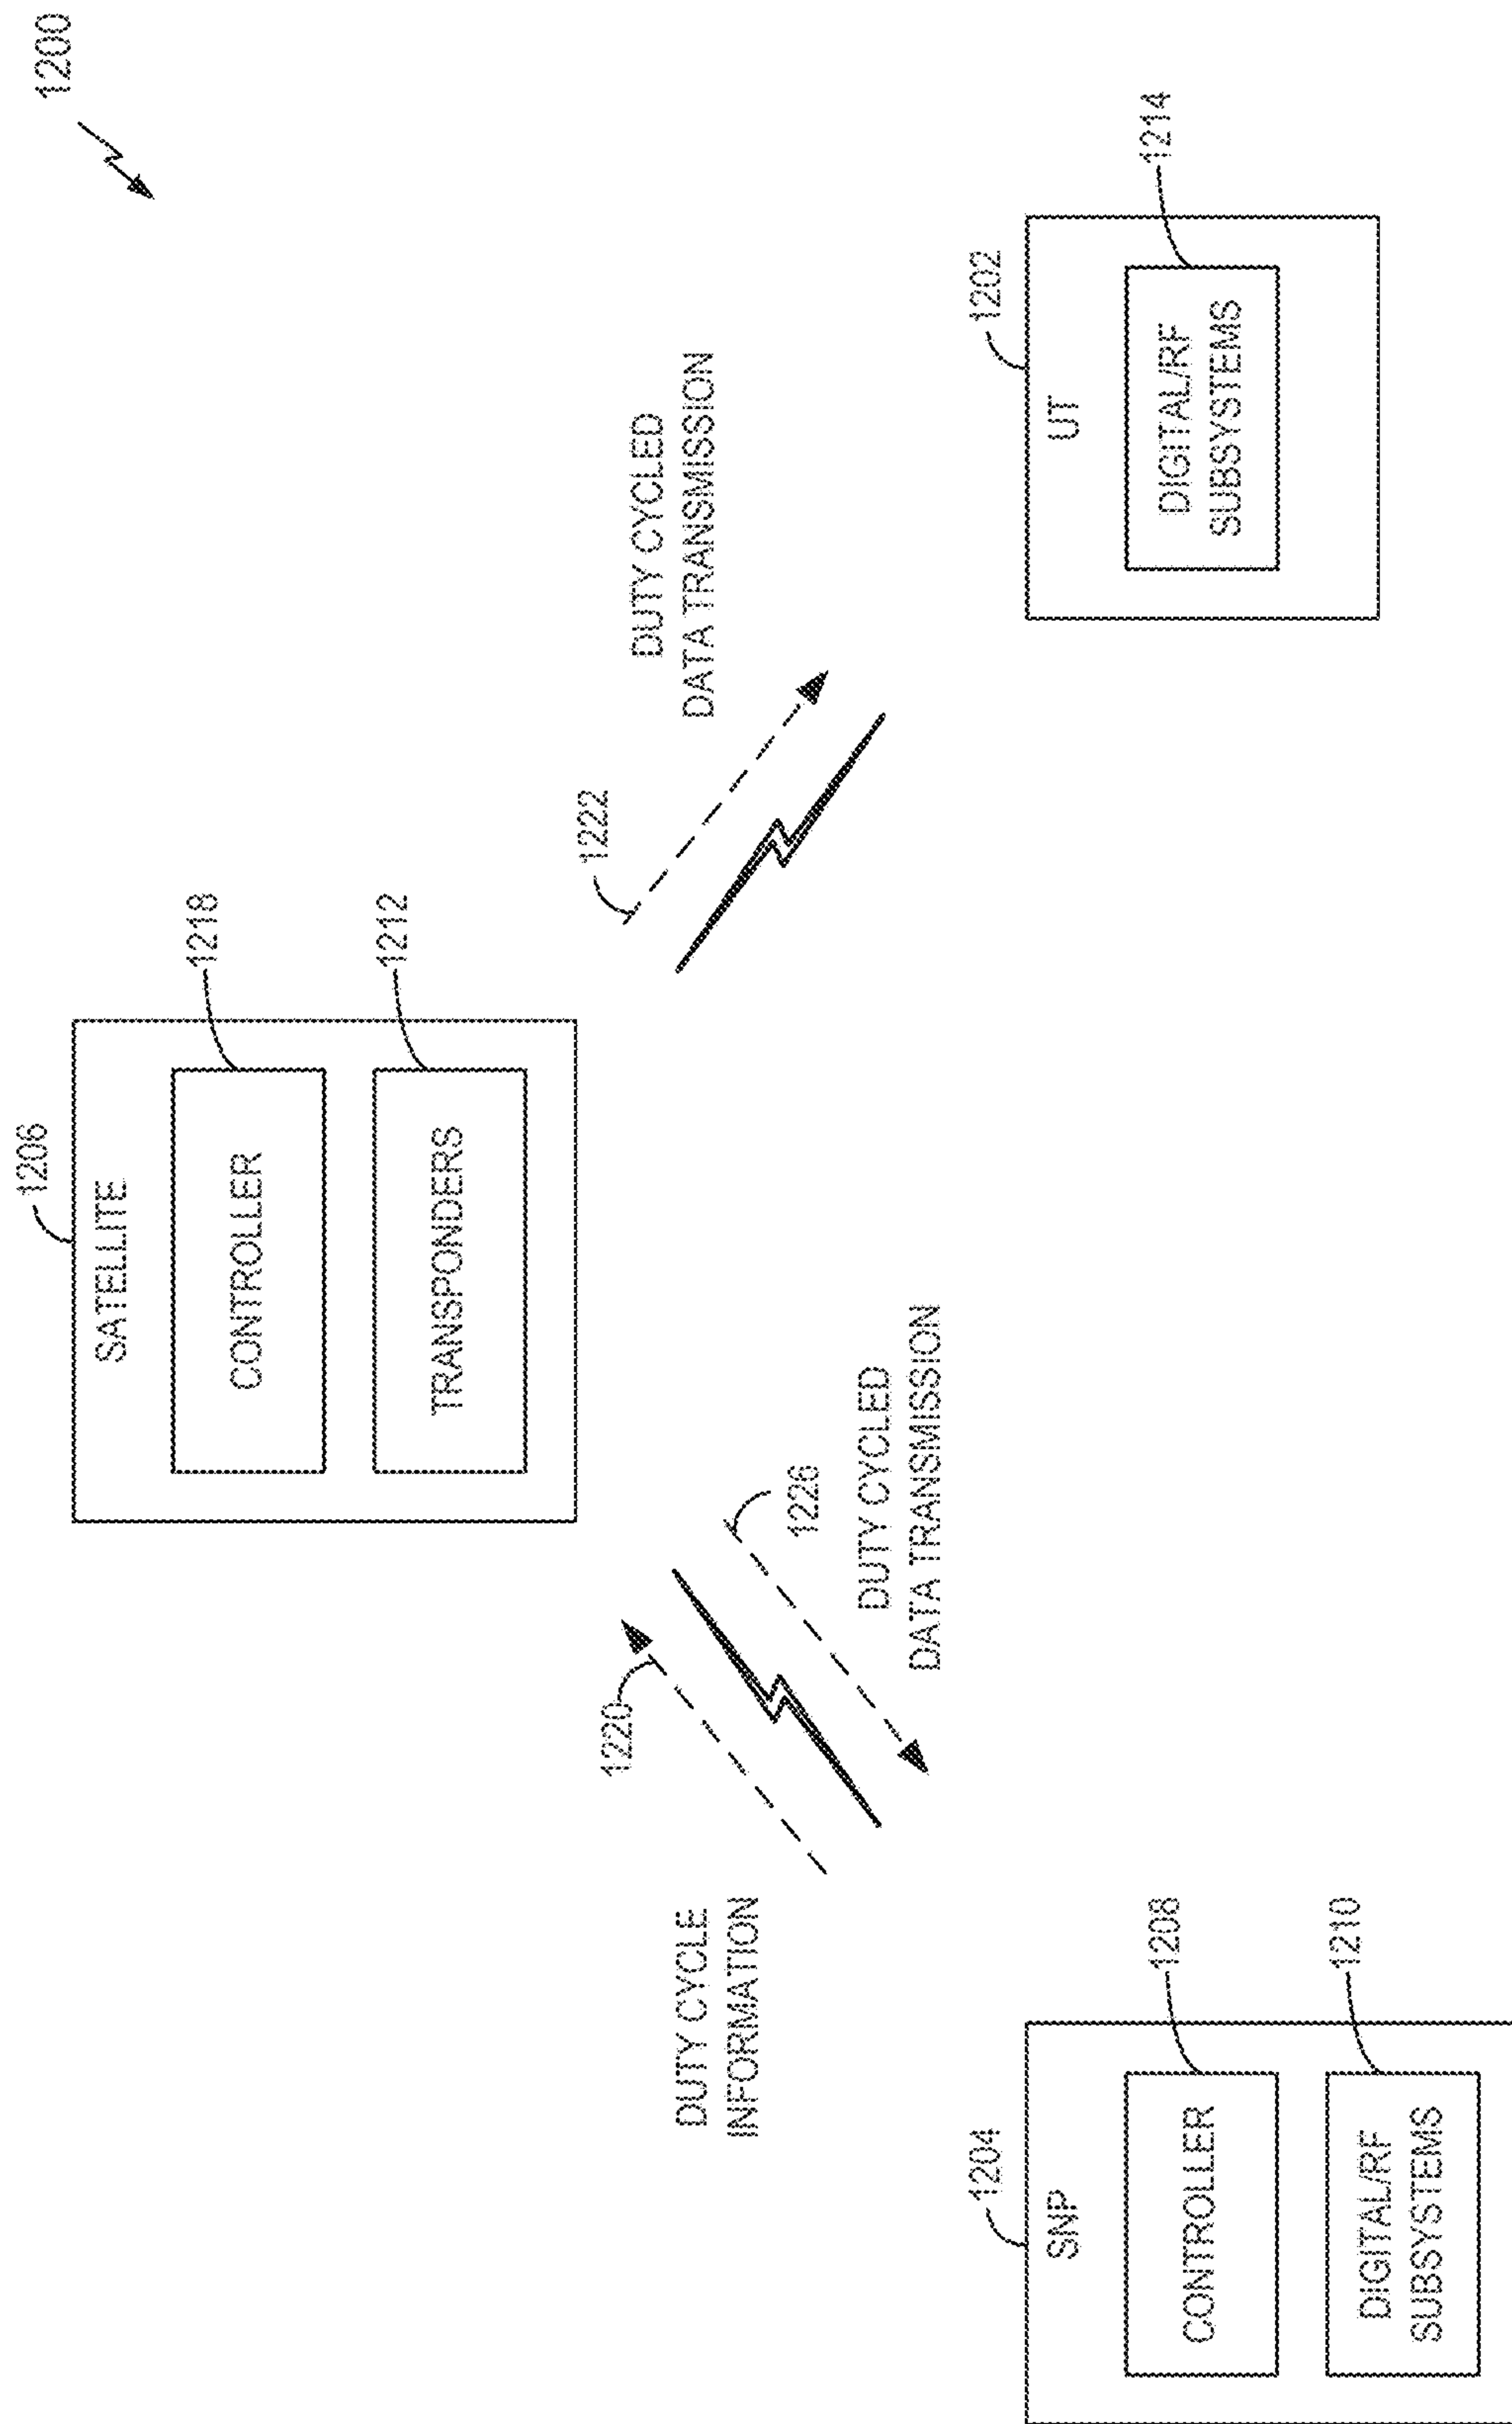 1200
1206
SATELLITE
CONTROLLER
1218
TRANSPONDERS
1212
1220
DUTY CYCLE
INFORMATION
1226
DUTY CYCLED
DATA TRANSMISSION
1222
DUTY CYCLED
DATA TRANSMISSION
1204
SNP
CONTROLLER
1208
DIGITAL/RF
SUBSYSTEMS
1210
1202
UT
DIGITAL/RF
SUBSYSTEMS
1214